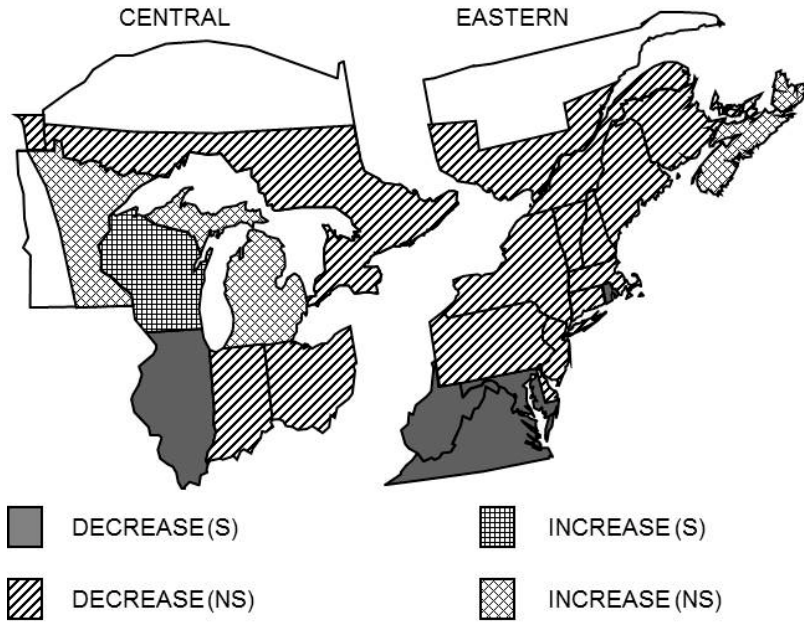 CENTRAL
EASTERN
DECREASE(S)
INCREASE(S)
DECREASE(NS)
INCREASE(NS)